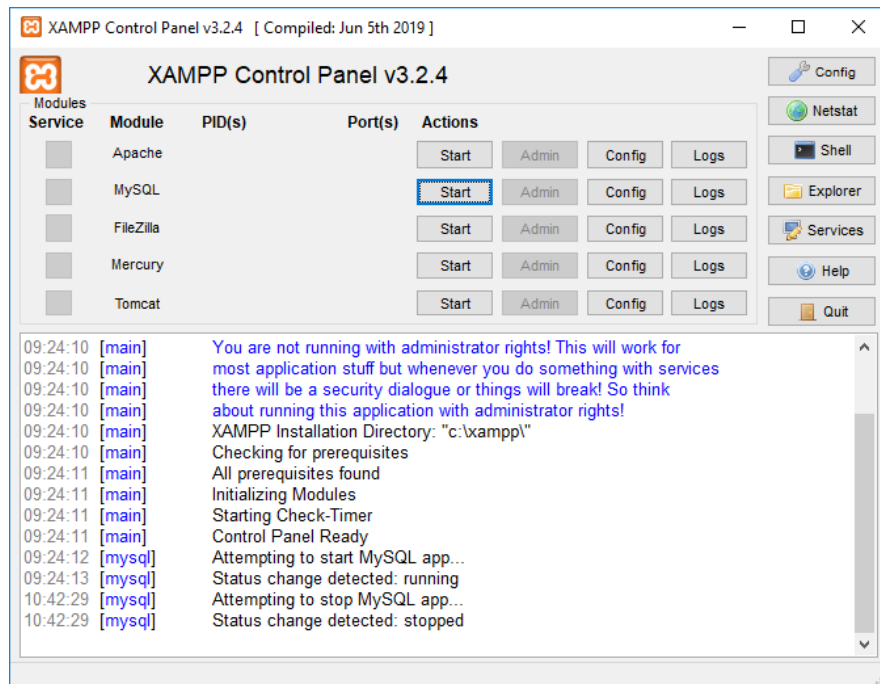 XAMPP Control Panel v3.2.4 [ Compiled: Jun 5th 2019 ]
XAMPP Control Panel v3.2.4
Config
Modules
Service Module PID(s) Port(s) Actions
Netstat
Apache Start Admin Config Logs
Shell
MySQL Start Admin Config Logs
Explorer
FileZilla Start Admin Config Logs
Services
Mercury Start Admin Config Logs
Help
Tomcat Start Admin Config Logs
Quit
09:24:10 [main] You are not running with administrator rights! This will work for
09:24:10 [main] most application stuff but whenever you do something with services
09:24:10 [main] there will be a security dialogue or things will break! So think
09:24:10 [main] about running this application with administrator rights!
09:24:10 [main] XAMPP Installation Directory: "c:\xampp\"
09:24:10 [main] Checking for prerequisites
09:24:11 [main] All prerequisites found
09:24:11 [main] Initializing Modules
09:24:11 [main] Starting Check-Timer
09:24:11 [main] Control Panel Ready
09:24:12 [mysql] Attempting to start MySQL app...
09:24:13 [mysql] Status change detected: running
10:42:29 [mysql] Attempting to stop MySQL app...
10:42:29 [mysql] Status change detected: stopped